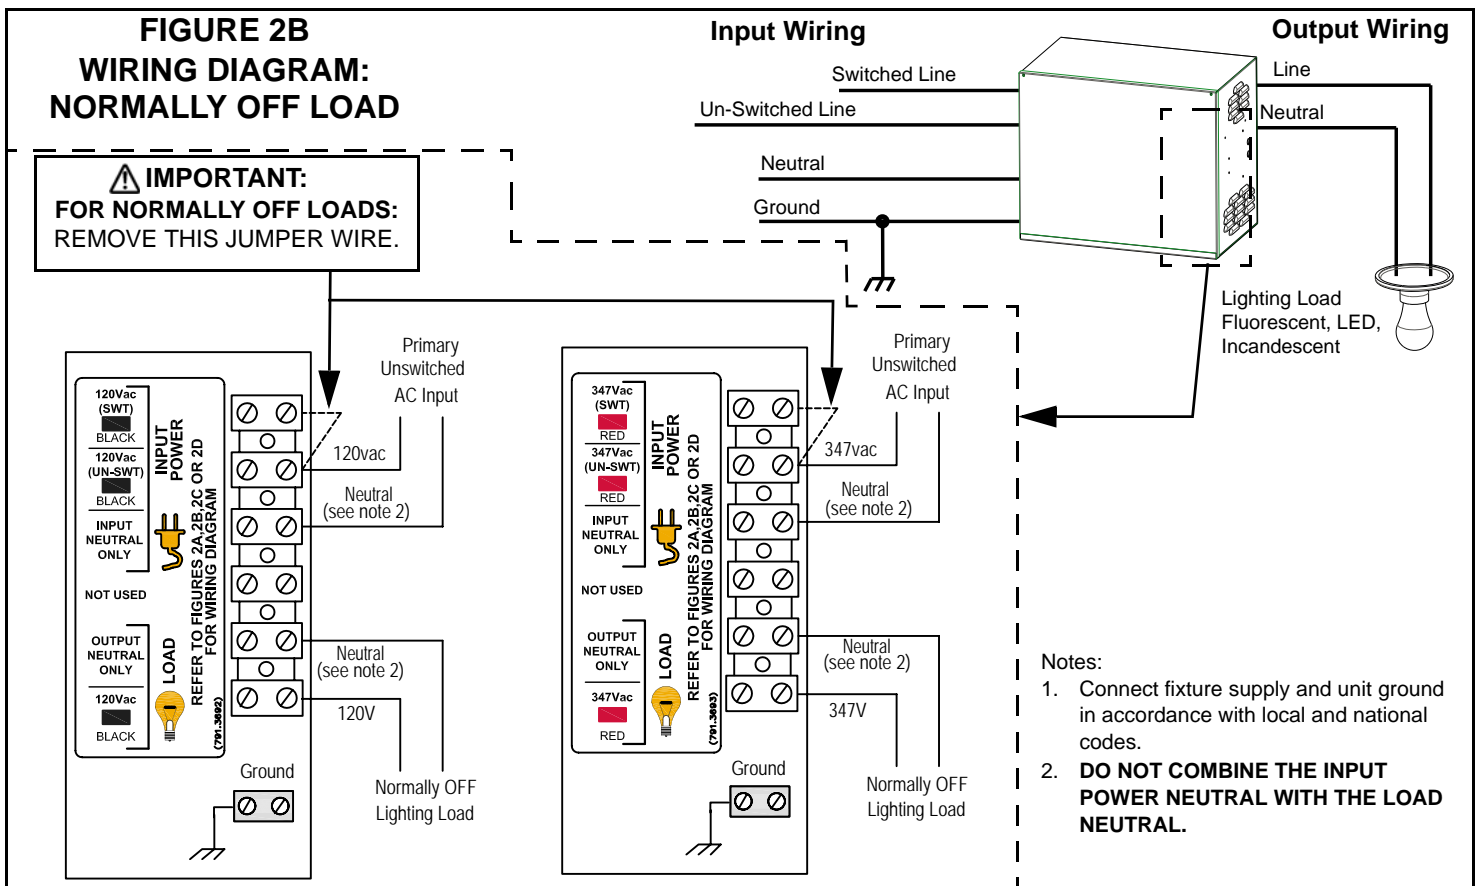 FIGURE 2B
WIRING DIAGRAM:
NORMALLY OFF LOAD
Input Wiring
Output Wiring
Switched Line
Un-Switched Line
Neutral
Ground
Line
Neutral
Lighting Load
Fluorescent, LED,
Incandescent
IMPORTANT:
FOR NORMALLY OFF LOADS:
REMOVE THIS JUMPER WIRE.
120Vac
(SWT)
BLACK
120Vac
(UN-SWT)
BLACK
INPUT
NEUTRAL
ONLY
NOT USED
OUTPUT
NEUTRAL
ONLY
120Vac
BLACK
INPUT
POWER
LOAD
REFER TO FIGURES 2A,2B,2C OR 2D
FOR WIRING DIAGRAM
(791.3692)
Primary
Unswitched
AC Input
120vac
Neutral
(see note 2)
Neutral
(see note 2)
120V
Normally OFF
Lighting Load
Ground
347Vac
(SWT)
RED
347Vac
(UN-SWT)
RED
INPUT
NEUTRAL
ONLY
NOT USED
OUTPUT
NEUTRAL
ONLY
347Vac
RED
INPUT
POWER
LOAD
REFER TO FIGURES 2A,2B,2C OR 2D
FOR WIRING DIAGRAM
(791.3693)
Primary
Unswitched
AC Input
347vac
Neutral
(see note 2)
Neutral
(see note 2)
347V
Normally OFF
Lighting Load
Ground
Notes:
1. Connect fixture supply and unit ground
in accordance with local and national
codes.
2. DO NOT COMBINE THE INPUT
POWER NEUTRAL WITH THE LOAD
NEUTRAL.